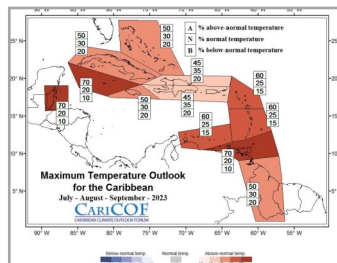 A % above-normal temperature
N % normal temperature
B % below-normal temperature
50
30
20
50
30
20
45
35
20
60
25
15
70
20
10
70
20
10
50
30
20
45
35
20
60
25
15
60
25
15
70
20
10
50
30
20
20°N
15°N
10°N
5°N
Maximum Temperature Outlook
for the Caribbean
July - August - September - 2023
CARICOF
CARIBBEAN CLIMATE OUTLOOK FORUM
90°W 85°W 80°W 75°W 70°W 65°W 60°W 55°W
Below-normal temp. Normal temp. Above-normal temp.